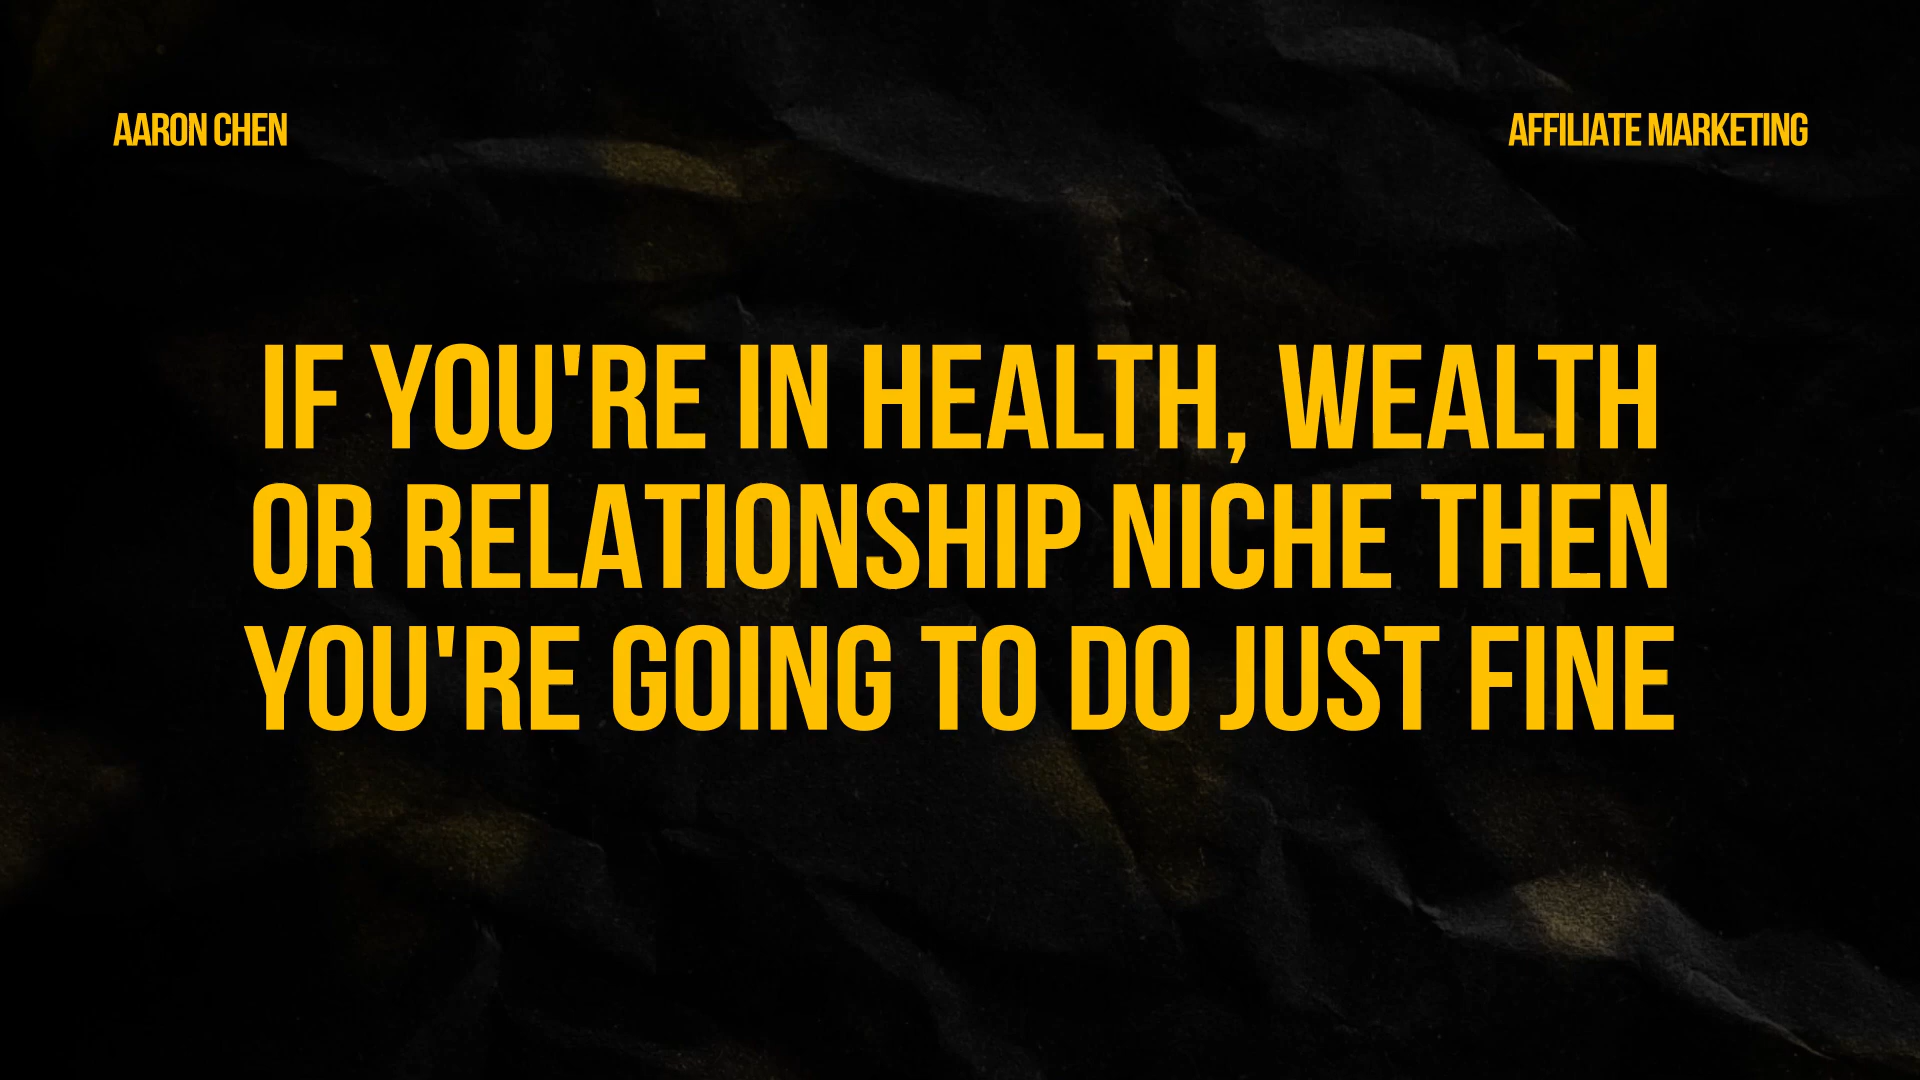 AARON CHEN
AFFILIATE MARKETING
IF YOU'RE IN HEALTH, WEALTH
OR RELATIONSHIP NICHE THEN
YOU'RE GOING TO DO JUST FINE